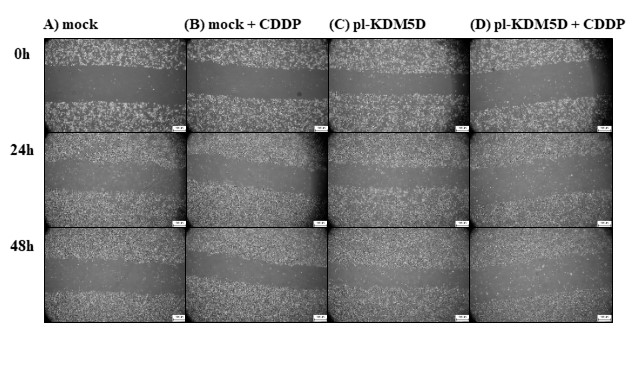 A) mock (B) mock + CDDP (C) pl-KDM5D (D) pl-KDM5D + CDDP
0h
24h
48h